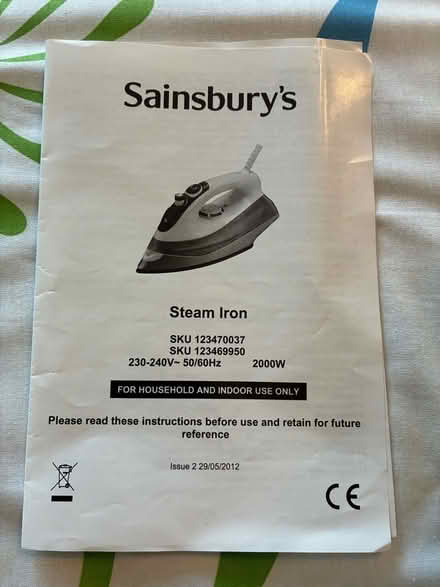 Sainsbury's
Steam Iron
SKU 123470037
SKU 123469950
230-240V~ 50/60Hz 2000W
FOR HOUSEHOLD AND INDOOR USE ONLY
Please read these instructions before use and retain for future
reference
Issue 2 29/05/2012
CE